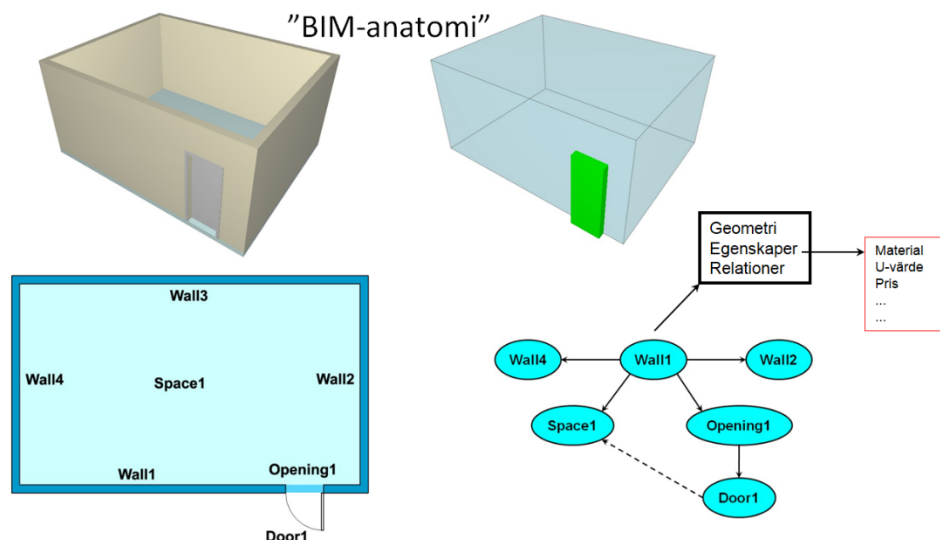 ”BIM-anatomi”
Geometri
Egenskaper
Relationer
Material
U-värde
Pris
...
...
Wall3
Wall4
Space1
Wall2
Wall1
Opening1
Door1
Wall4
Wall1
Wall2
Space1
Opening1
Door1